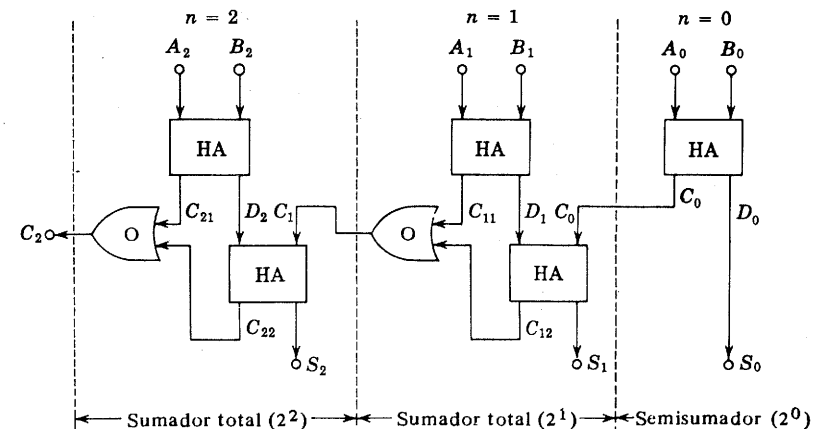 n = 2 n = 1 n = 0
A₂ B₂ A₁ B₁ A₀ B₀
HA HA HA
C₂₁ D₂ C₁ C₁₁ D₁ C₀ C₀ D₀
C₂ O O
HA HA
C₂₂ C₁₂
S₂ S₁ S₀
Sumador total (2²) Sumador total (2¹) Semisumador (2⁰)